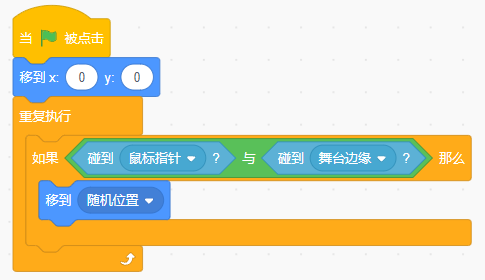 当 被点击
移到 x: 0 y: 0
重复执行
如果 碰到 鼠标指针 ? 与 碰到 舞台边缘 ? 那么
移到 随机位置